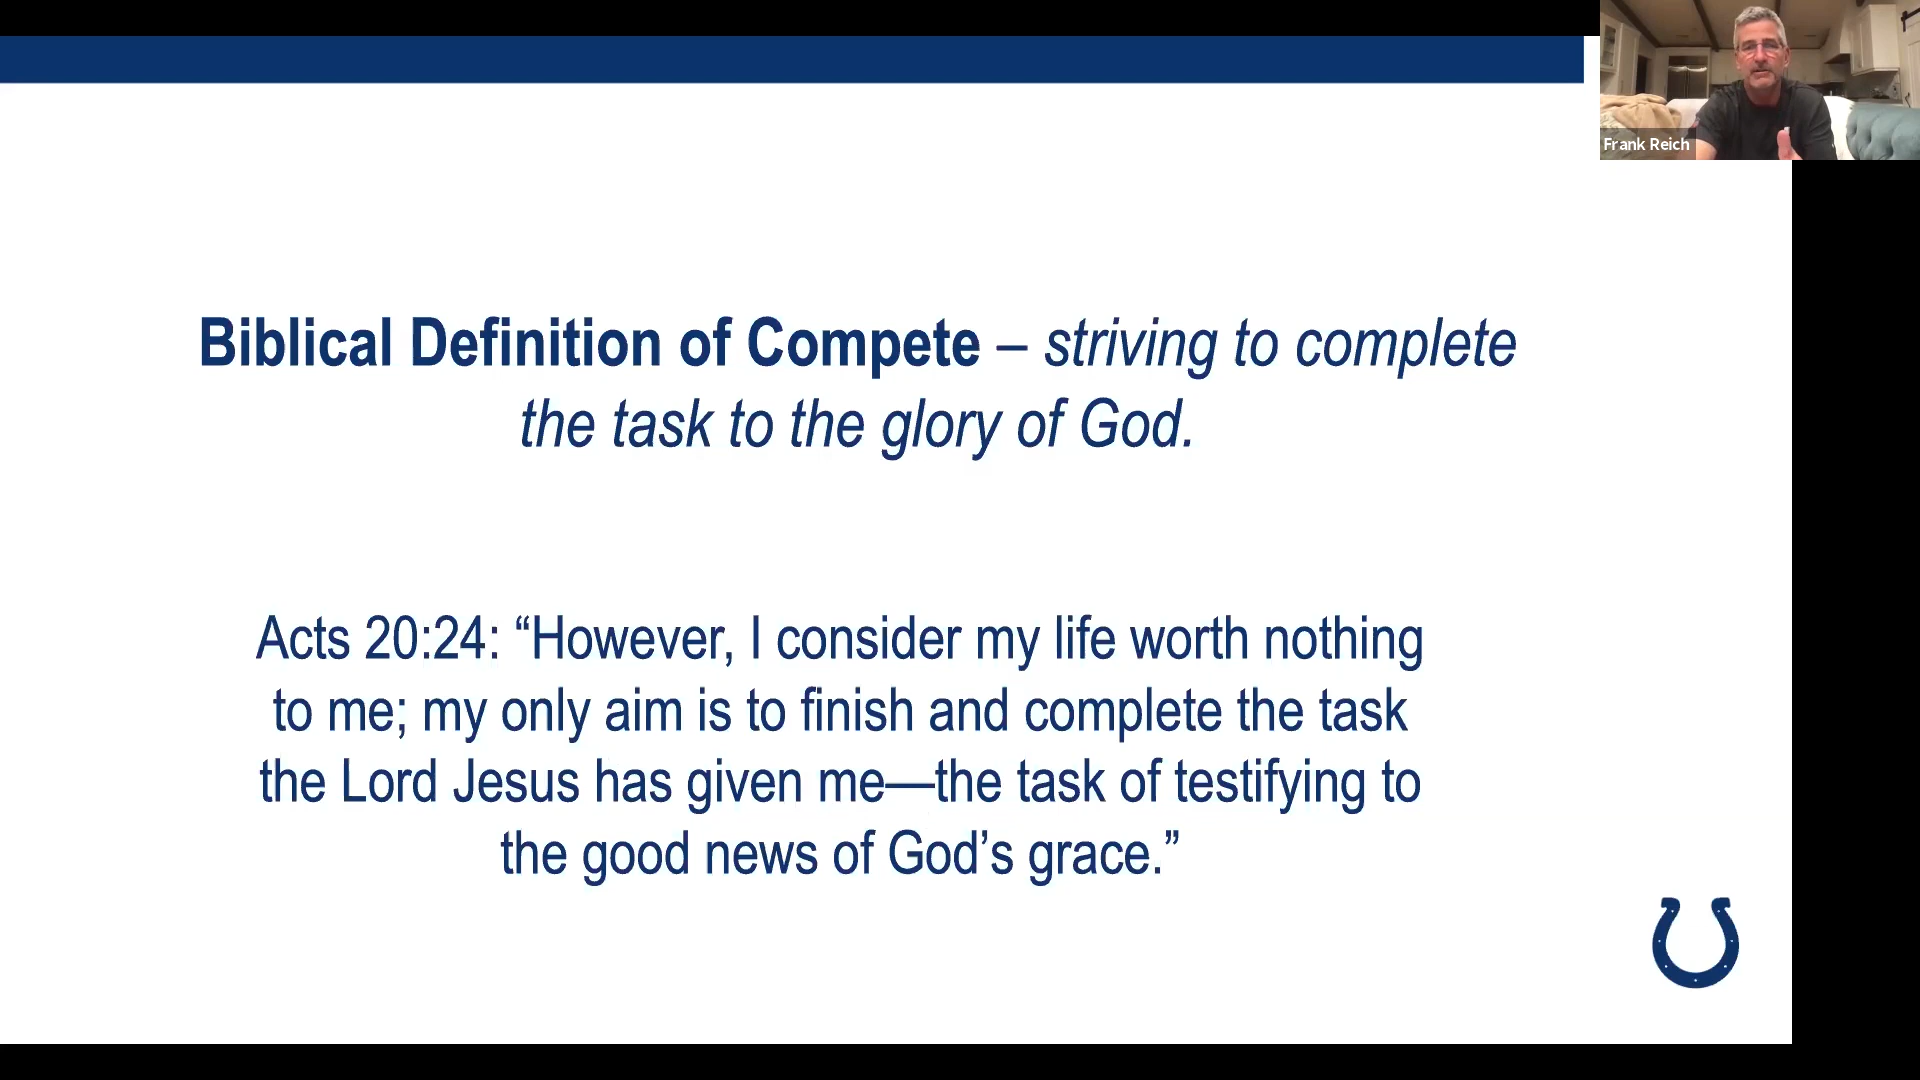 Frank Reich
Biblical Definition of Compete – striving to complete
the task to the glory of God.
Acts 20:24: “However, I consider my life worth nothing
to me; my only aim is to finish and complete the task
the Lord Jesus has given me—the task of testifying to
the good news of God’s grace.”